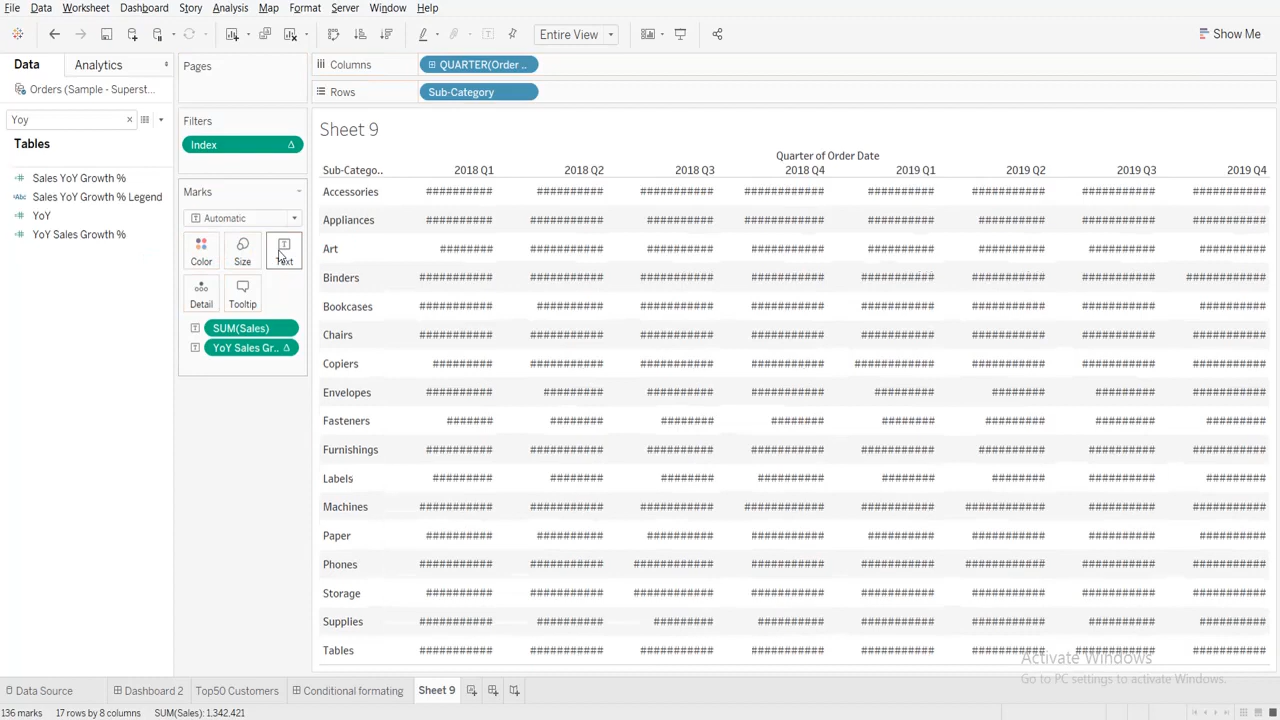 File Data Worksheet Dashboard Story Analysis Map Format Server Window Help
Entire View
Show Me
Data Analytics
Orders (Sample - Superst...
Yoy
Tables
Sales YoY Growth %
Abc Sales YoY Growth % Legend
YoY
YoY Sales Growth %
Pages
Filters
Index
Marks
Automatic
Color Size Text
Detail Tooltip
SUM(Sales)
YoY Sales Gr..
Columns QUARTER(Order ..
Rows Sub-Category
Sheet 9
Quarter of Order Date
Sub-Catego.. 2018 Q1 2018 Q2 2018 Q3 2018 Q4 2019 Q1 2019 Q2 2019 Q3 2019 Q4
Accessories ########## ########## ########## ########### ########## ########## ########### ##########
Appliances ########### ########## ########## ########### ########## ########### ########### ###########
Art ######## ########## ########## ########## ######### ########## ########## ##########
Binders ########### ########### ########### ########### ########### ########### ########### ############
Bookcases ########### ########## ########### ########### ########## ########### ########### ##########
Chairs ########### ########### ########### ########### ########### ########### ########### ###########
Copiers ######### ########### ########## ########### ############ ########### ########### ###########
Envelopes ########## ######### ########## ########## ######### ######### ########## #########
Fasteners ####### ######## ######## ######## ######## ######### ######### #########
Furnishings ########### ########### ########## ########### ########## ########## ########### ###########
Labels ######### ######## ######### ########## ######## ######### ######### #########
Machines ########### ########### ########## ############ ########### ############ ########### ###########
Paper ########## ########## ########## ########### ########## ########## ########### ###########
Phones ########### ########### ############ ########### ########### ########### ########### ###########
Storage ########## ########### ############ ########### ########## ########### ########### ###########
Supplies ########### ########## ######### ########### ########## ########### ########### ##########
Tables ########### ########### ########### ########### ########### ########### ########### ###########
Activate Windows
Go to PC settings to activate Windows.
Data Source Dashboard 2 Top50 Customers Conditional formating Sheet 9
136 marks 17 rows by 8 columns SUM(Sales): 1,342,421